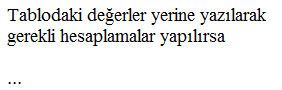 Tablodaki değerler yerine yazılarak
gerekli hesaplamalar yapılırsa
...